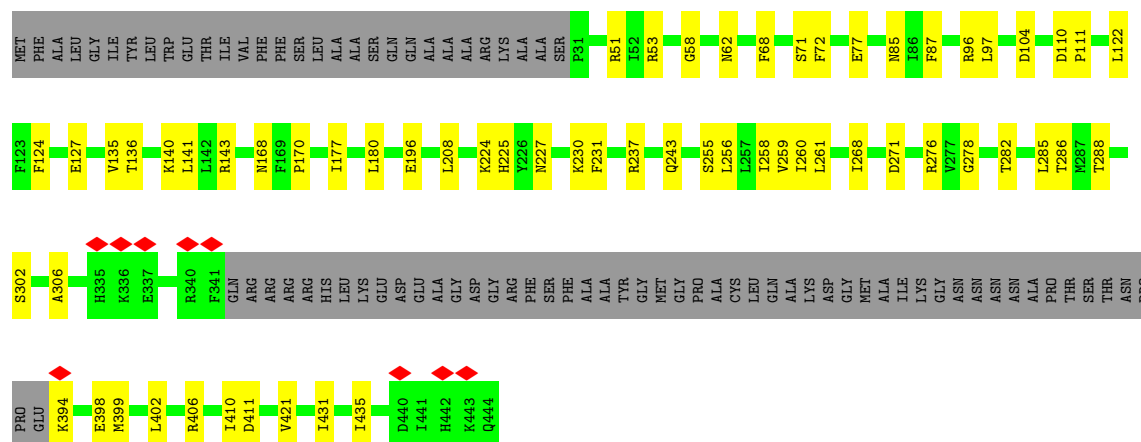 MET PHE ALA LEU GLY ILE TYR LEU TRP GLU THR ILE VAL PHE PHE SER LEU ALA ALA SER GLN GLN ALA ALA ALA ARG LYS ALA ALA SER P31 R51 I52 R53 G58 N62 F68 S71 F72 E77 N85 I86 F87 R96 L97 D104 D110 P111 L122
F123 F124 E127 V135 T136 K140 L141 L142 R143 N168 F169 P170 I177 L180 E196 L208 K224 H225 Y226 N227 K230 F231 R237 Q243 S255 L256 L257 I258 V259 I260 L261 I268 D271 R276 V277 G278 T282 L285 T286 M287 T288
S302 A306 H335 K336 E337 R340 F341 GLN ARG ARG ARG ARG HIS LEU LYS GLU ASP GLU ALA GLY ASP GLY ARG PHE SER PHE ALA ALA TYR GLY MET GLY PRO ALA CYS LEU GLN ALA LYS ASP GLY MET ALA ILE LYS GLY ASN ASN ASN ASN ALA PRO THR SER THR ASN PRO
PRO GLU K394 E398 M399 L402 R406 I410 D411 V421 I431 I435 D440 I441 H442 K443 Q444